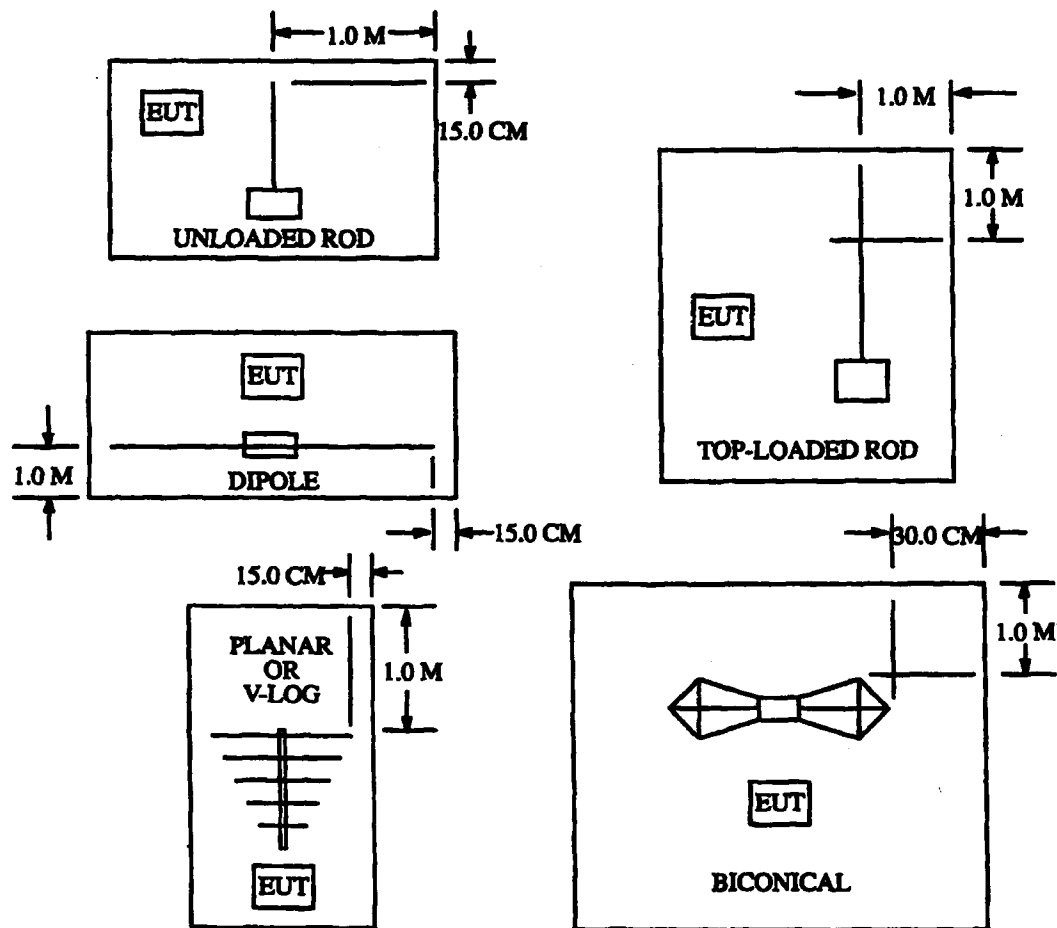 1.0 M
EUT
15.0 CM
UNLOADED ROD
1.0 M
1.0 M
EUT
TOP-LOADED ROD
EUT
1.0 M
DIPOLE
15.0 CM
15.0 CM
PLANAR
OR
V-LOG
1.0 M
EUT
30.0 CM
1.0 M
EUT
BICONICAL